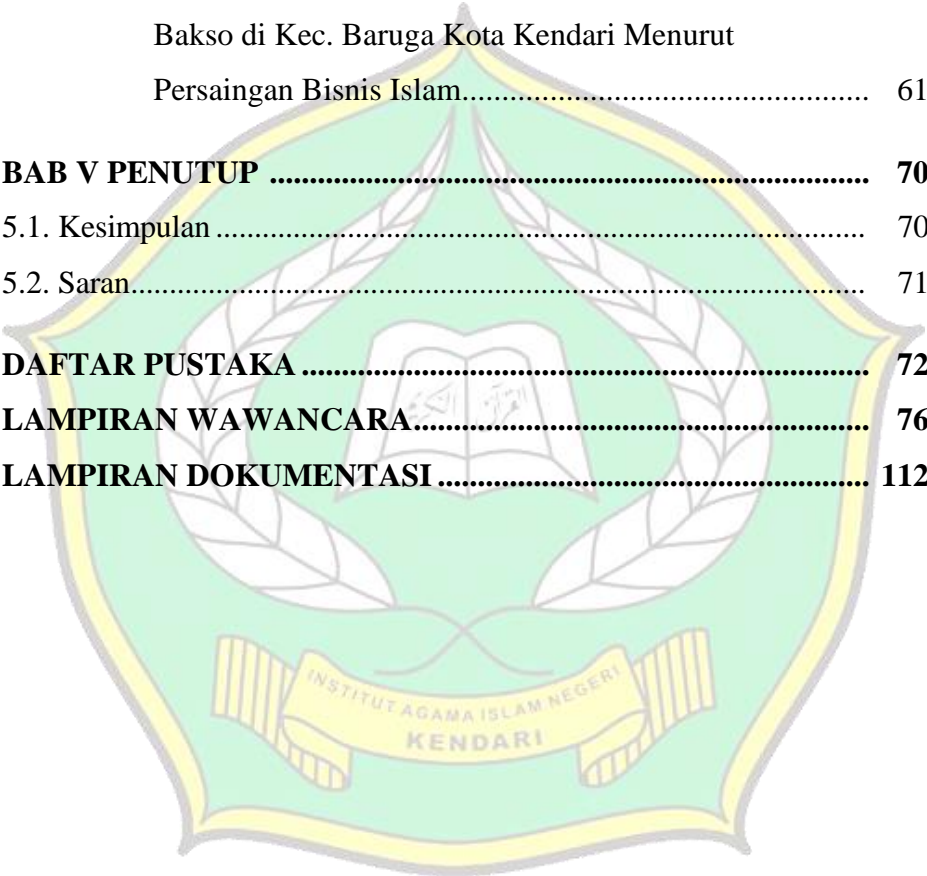 Bakso di Kec. Baruga Kota Kendari Menurut
Persaingan Bisnis Islam.................................................. 61
BAB V PENUTUP .......................................................................... 70
5.1. Kesimpulan ................................................................................ 70
5.2. Saran........................................................................................... 71
DAFTAR PUSTAKA ...................................................................... 72
LAMPIRAN WAWANCARA......................................................... 76
LAMPIRAN DOKUMENTASI ..................................................... 112
INSTITUT AGAMA ISLAM NEGERI
KENDARI